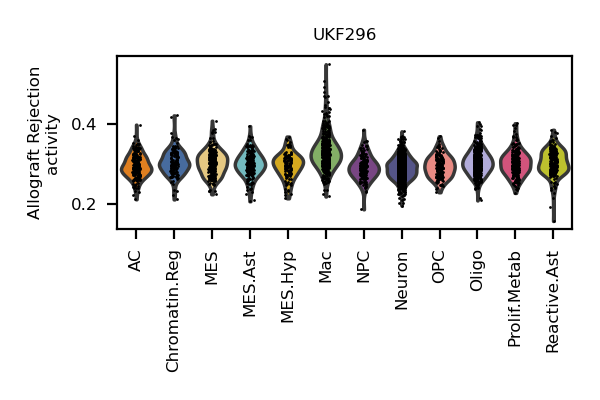 UKF296
Allograft Rejection
activity
0.4
0.2
AC
Chromatin.Reg
MES
MES.Ast
MES.Hyp
Mac
NPC
Neuron
OPC
Oligo
Prolif.Metab
Reactive.Ast